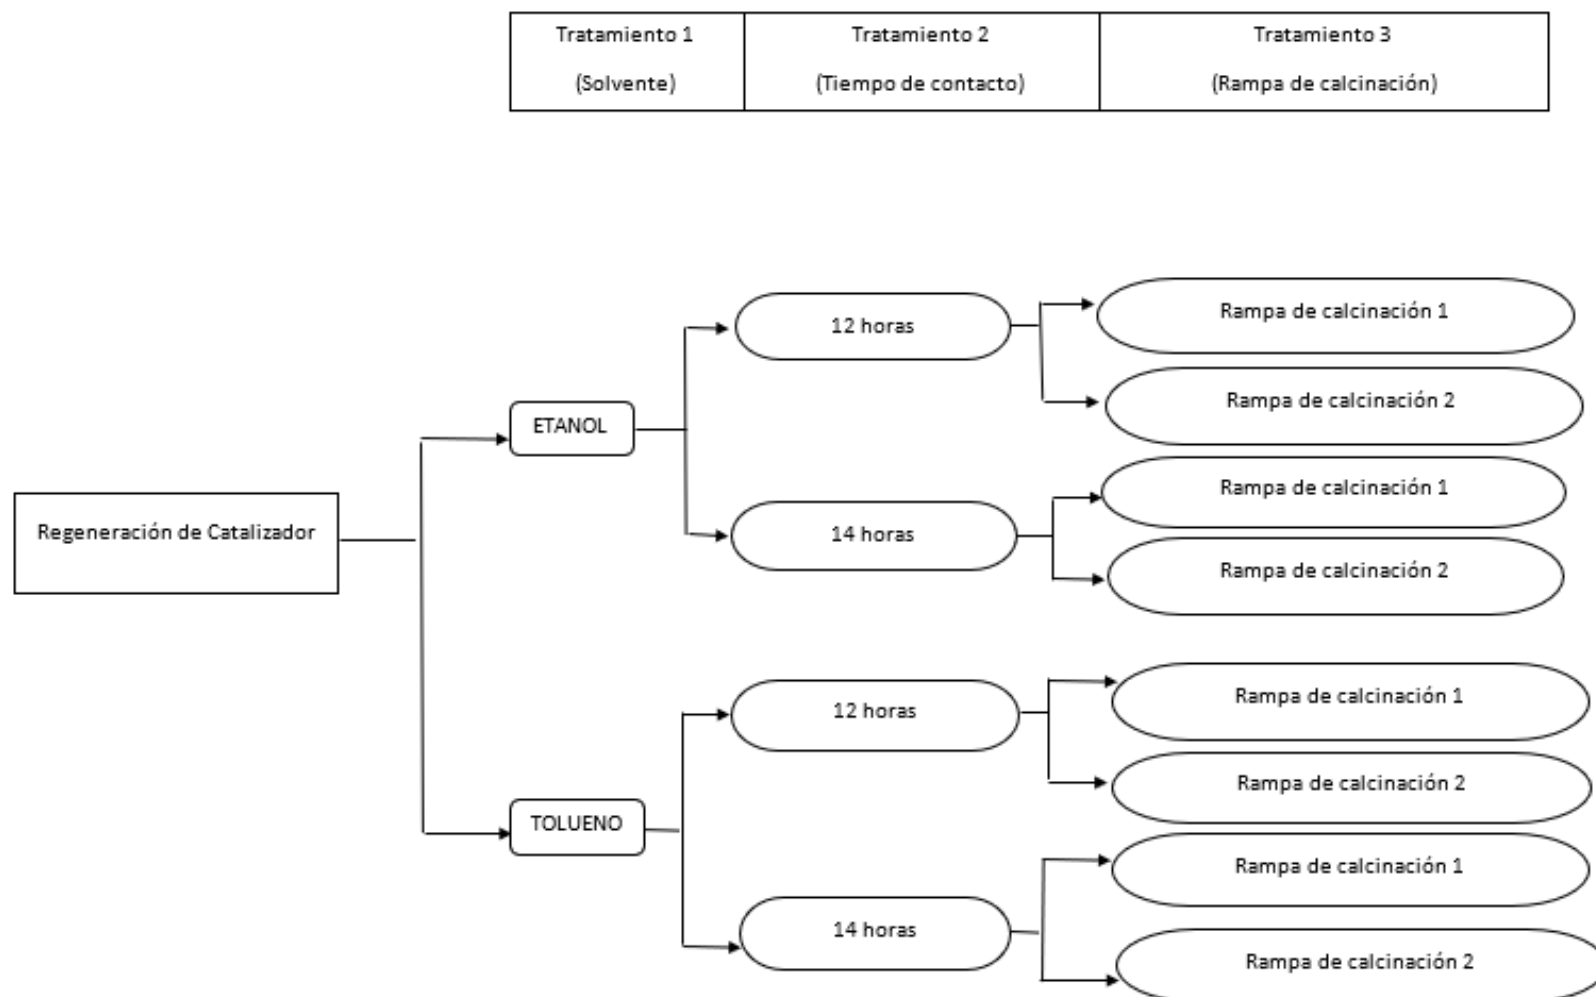 Tratamiento 1
(Solvente)
Tratamiento 2
(Tiempo de contacto)
Tratamiento 3
(Rampa de calcinación)
Regeneración de Catalizador
ETANOL
12 horas
Rampa de calcinación 1
Rampa de calcinación 2
14 horas
Rampa de calcinación 1
Rampa de calcinación 2
TOLUENO
12 horas
Rampa de calcinación 1
Rampa de calcinación 2
14 horas
Rampa de calcinación 1
Rampa de calcinación 2